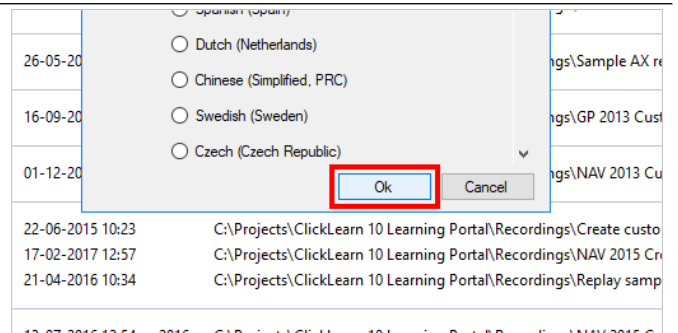 Spanish (Spain)
Dutch (Netherlands)
26-05-20 ngs\Sample AX re
Chinese (Simplified, PRC)
16-09-20 Swedish (Sweden) ngs\GP 2013 Cust
Czech (Czech Republic)
01-12-20 ngs\NAV 2013 Cu
Ok Cancel
22-06-2015 10:23 C:\Projects\ClickLearn 10 Learning Portal\Recordings\Create custo
17-02-2017 12:57 C:\Projects\ClickLearn 10 Learning Portal\Recordings\NAV 2015 Cre
21-04-2016 10:34 C:\Projects\ClickLearn 10 Learning Portal\Recordings\Replay samp